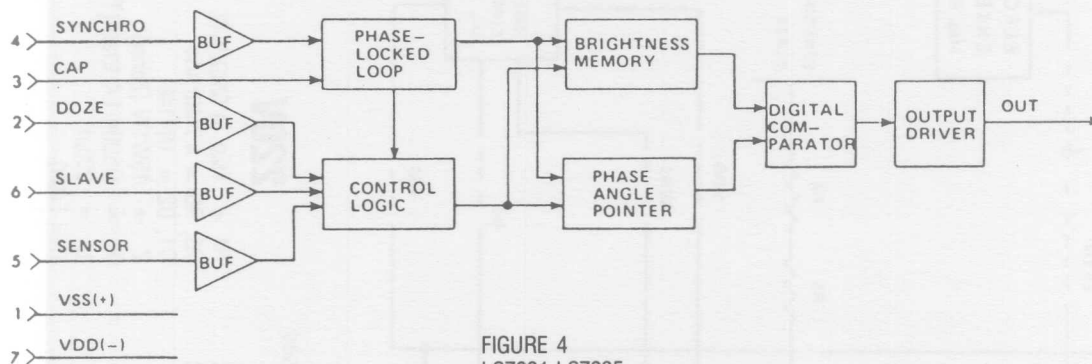 4 SYNCHRO
BUF
PHASE-
LOCKED
LOOP
BRIGHTNESS
MEMORY
3 CAP
2 DOZE
BUF
DIGITAL
COM-
PARATOR
OUTPUT
DRIVER
OUT
6 SLAVE
BUF
CONTROL
LOGIC
PHASE
ANGLE
POINTER
5 SENSOR
BUF
1 VSS(+)
7 VDD(-)
FIGURE 4